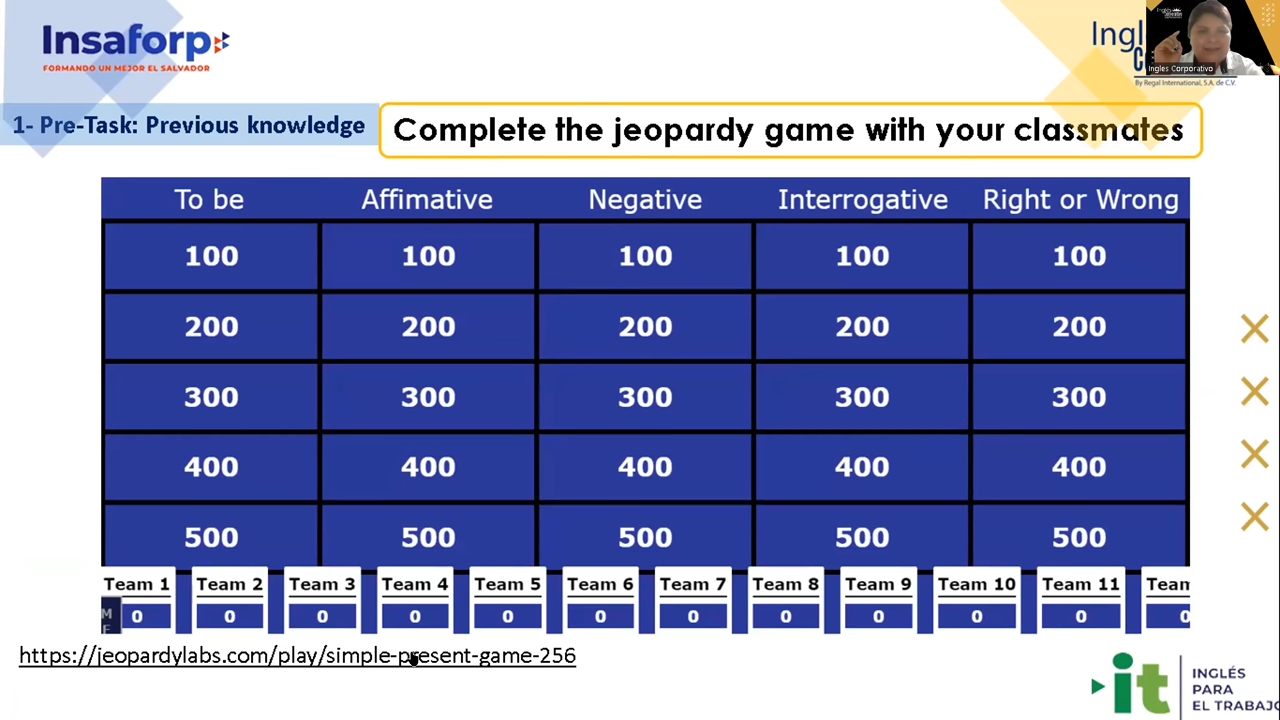 Insaforp
FORMANDO UN MEJOR EL SALVADOR
By Regal International, S.A. de C.V.
Ingles Corporativo
1- Pre-Task: Previous knowledge
Complete the jeopardy game with your classmates
To be Affimative Negative Interrogative Right or Wrong
100 100 100 100 100
200 200 200 200 200
300 300 300 300 300
400 400 400 400 400
500 500 500 500 500
Team 1 Team 2 Team 3 Team 4 Team 5 Team 6 Team 7 Team 8 Team 9 Team 10 Team 11 Team
0 0 0 0 0 0 0 0 0 0 0 0
https://jeopardylabs.com/play/simple-present-game-256
it
INGLÉS
PARA
EL TRABAJO